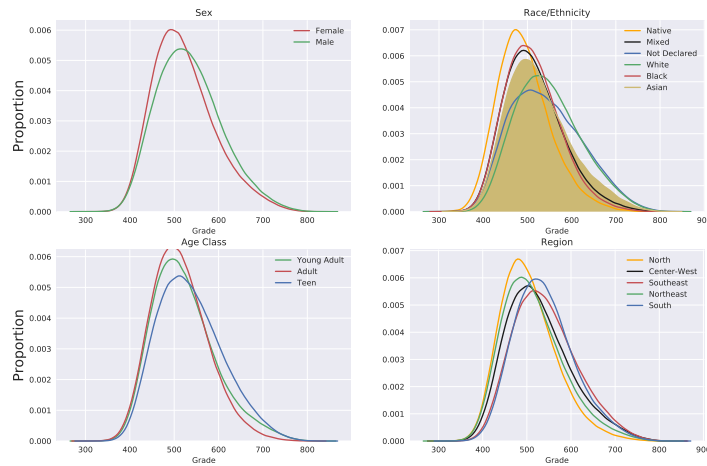 Sex
Proportion
0.006
0.005
0.004
0.003
0.002
0.001
0.000
300 400 500 600 700 800
Grade
Female
Male
Race/Ethnicity
0.007
0.006
0.005
0.004
0.003
0.002
0.001
0.000
300 400 500 600 700 800 90
Grade
Native
Mixed
Not Declared
White
Black
Asian
Age Class
Proportion
0.006
0.005
0.004
0.003
0.002
0.001
0.000
300 400 500 600 700 800
Grade
Young Adult
Adult
Teen
Region
0.007
0.006
0.005
0.004
0.003
0.002
0.001
0.000
300 400 500 600 700 800 900
Grade
North
Center-West
Southeast
Northeast
South